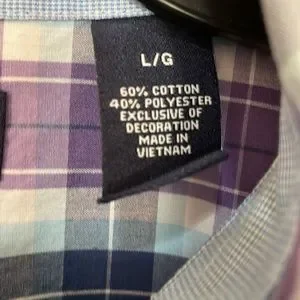 L/G
60% COTTON
40% POLYESTER
EXCLUSIVE OF
DECORATION
MADE IN
VIETNAM